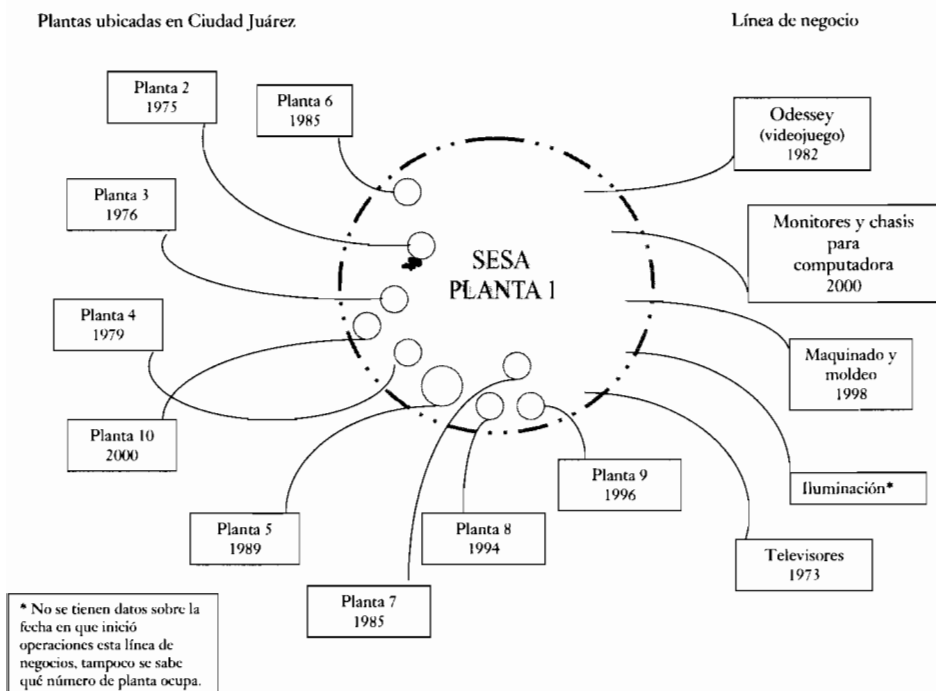 Plantas ubicadas en Ciudad Juárez
Línea de negocio
Planta 2
1975
Planta 6
1985
Odessey
(videojuego)
1982
Planta 3
1976
Monitores y chasis
para
computadora
2000
SESA
PLANTA 1
Planta 4
1979
Maquinado y
moldeo
1998
Planta 10
2000
Planta 9
1996
Iluminación*
Planta 5
1989
Planta 8
1994
Televisores
1973
Planta 7
1985
* No se tienen datos sobre la
fecha en que inició
operaciones esta línea de
negocios, tampoco se sabe
qué número de planta ocupa.